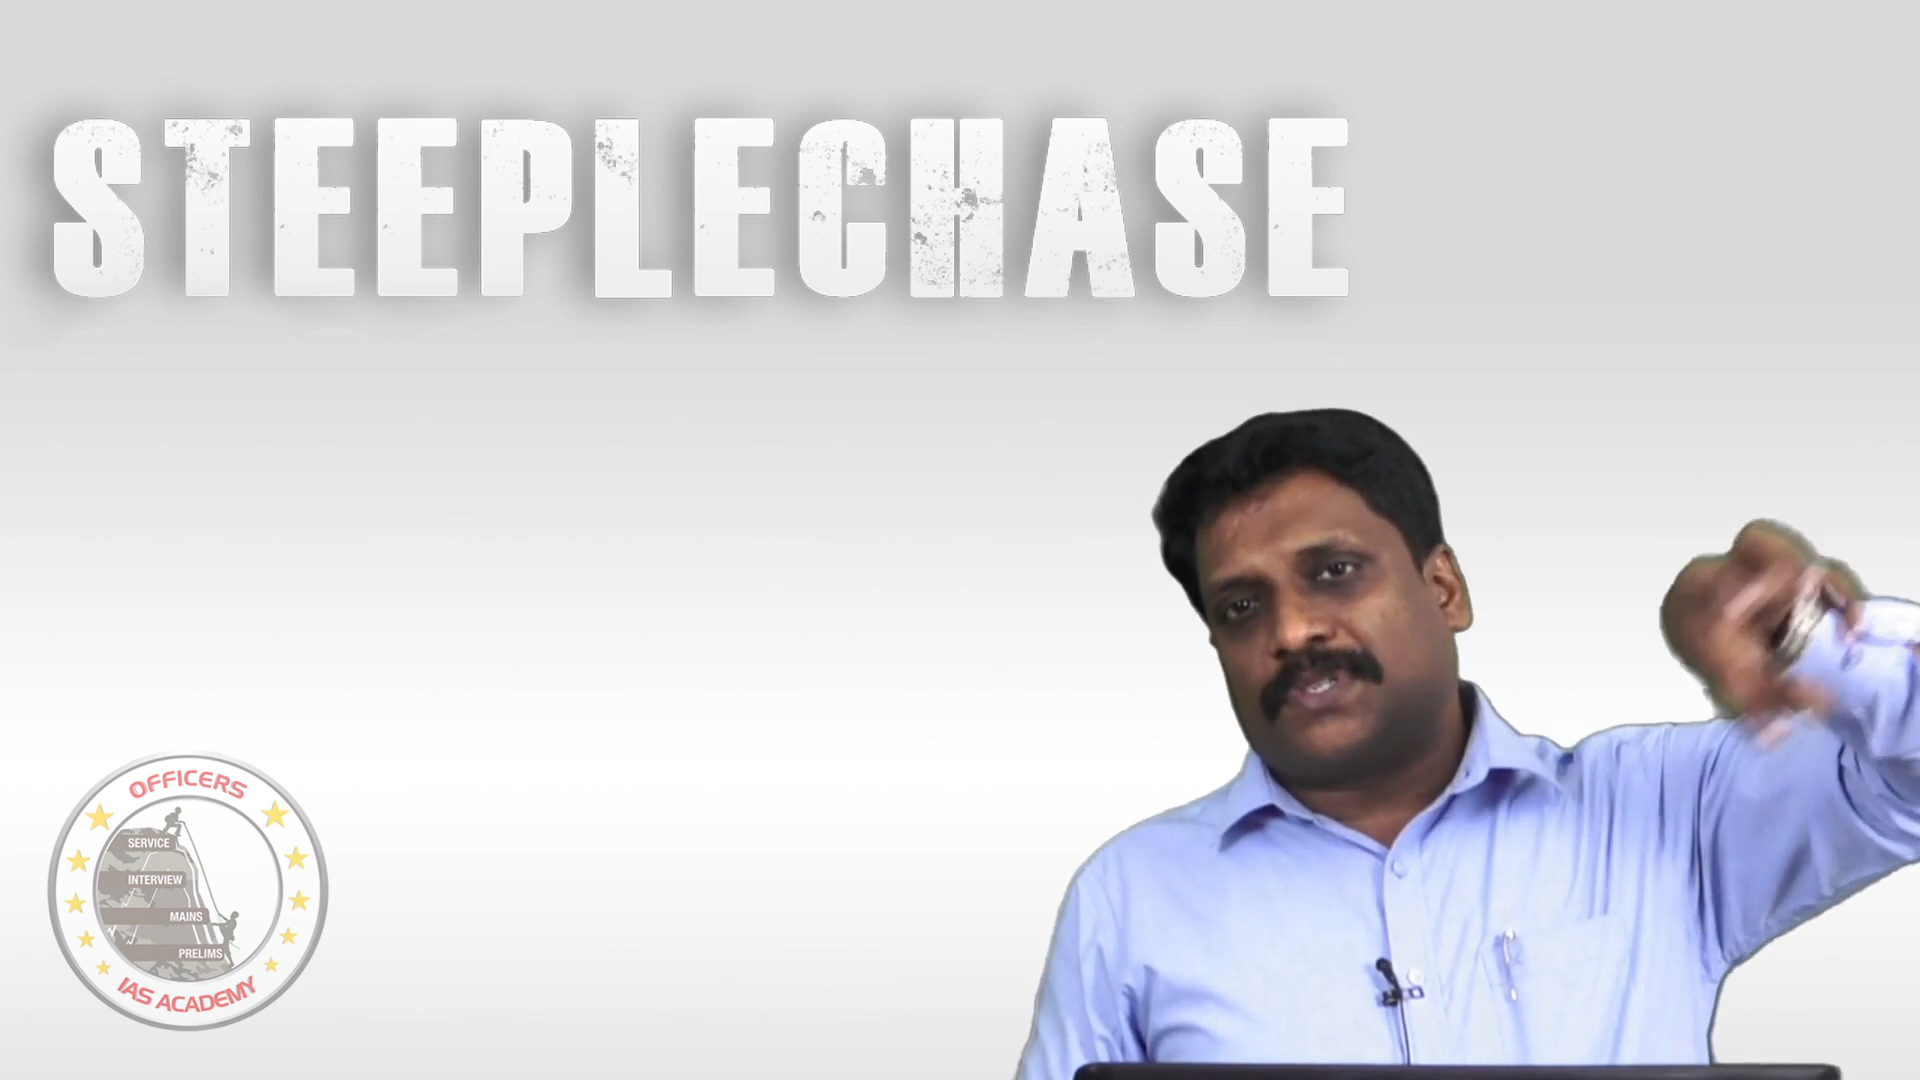 STEEPLECHASE
OFFICERS
SERVICE
INTERVIEW
MAINS
PRELIMS
IAS ACADEMY